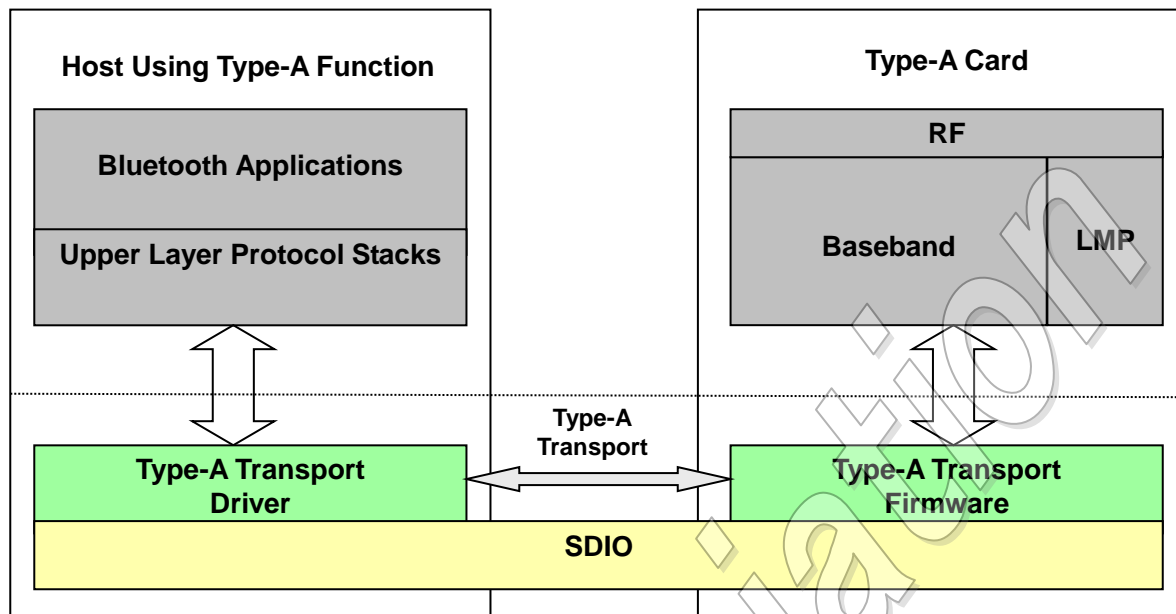 Host Using Type-A Function
Bluetooth Applications
Upper Layer Protocol Stacks
Type-A Card
RF
Baseband
LMP
Type-A
Transport
Type-A Transport
Driver
Type-A Transport
Firmware
SDIO